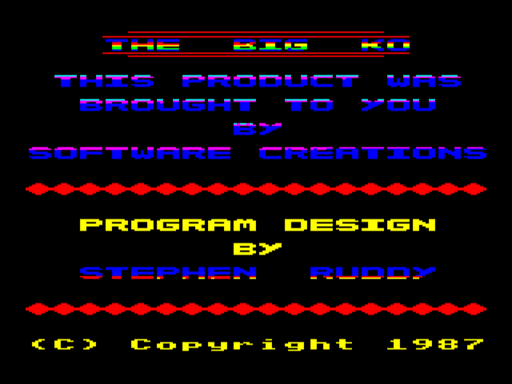 THE BIG KO
THIS PRODUCT WAS
BROUGHT TO YOU
BY
SOFTWARE CREATIONS
PROGRAM DESIGN
BY
STEPHEN RUDDY
(C) Copyright 1987